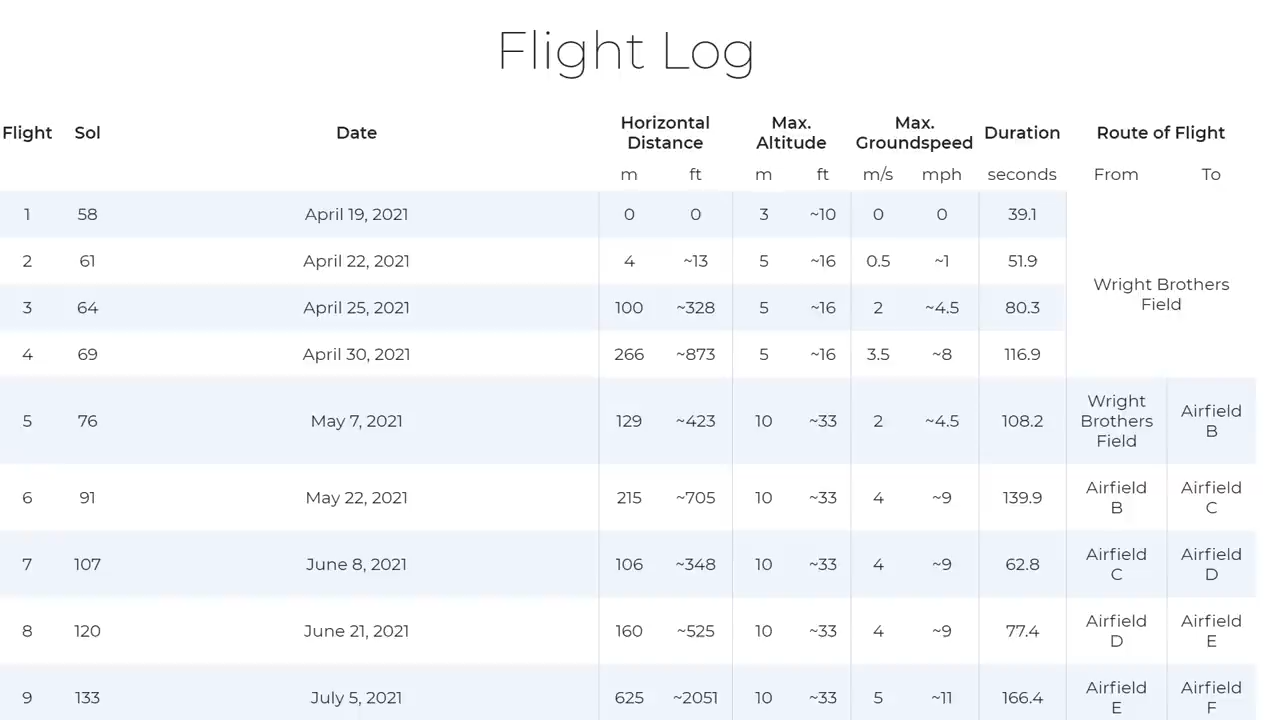 Flight Log
Flight Sol Date Horizontal Distance Max. Altitude Max. Groundspeed Duration Route of Flight
m ft m ft m/s mph seconds From To
1 58 April 19, 2021 0 0 3 ~10 0 0 39.1
2 61 April 22, 2021 4 ~13 5 ~16 0.5 ~1 51.9
Wright Brothers
Field
3 64 April 25, 2021 100 ~328 5 ~16 2 ~4.5 80.3
4 69 April 30, 2021 266 ~873 5 ~16 3.5 ~8 116.9
5 76 May 7, 2021 129 ~423 10 ~33 2 ~4.5 108.2 Wright Brothers Field Airfield B
6 91 May 22, 2021 215 ~705 10 ~33 4 ~9 139.9 Airfield B Airfield C
7 107 June 8, 2021 106 ~348 10 ~33 4 ~9 62.8 Airfield C Airfield D
8 120 June 21, 2021 160 ~525 10 ~33 4 ~9 77.4 Airfield D Airfield E
9 133 July 5, 2021 625 ~2051 10 ~33 5 ~11 166.4 Airfield E Airfield F